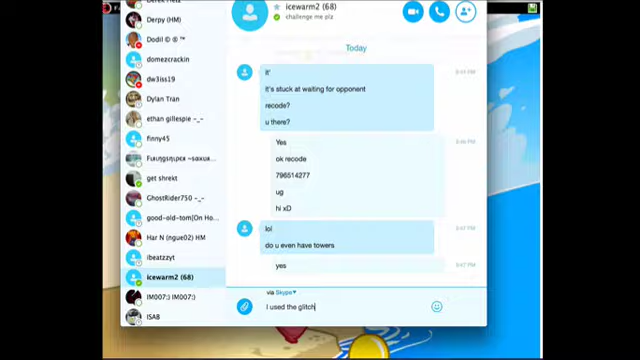 Derpy (HM)
Dodil © ® ™
domezcrackin
dw3iss19
Dylan Tran
ethan gillespie -_-
finny45
get shrekt
GhostRider750 -_-
good-old-tom[On Ho...
Har N (ngue02) HM
ibeatzzyt
icewarm2 (68)
IM007:) IM007:)
ISAB
icewarm2 (68)
challenge me plz
Today
it'
it's stuck at waiting for opponent
recode?
u there?
Yes
ok recode
796514277
ug
hi xD
lol
do u even have towers
yes
via Skype
I used the glitch